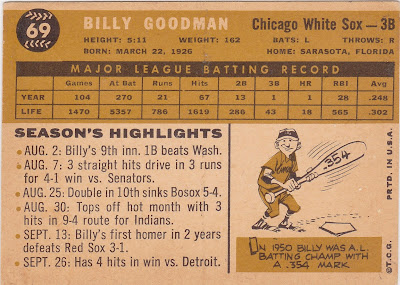 69
BILLY GOODMAN
Chicago White Sox — 3B
HEIGHT: 5:11 WEIGHT: 162 BATS: L THROWS: R
BORN: MARCH 22, 1926 HOME: SARASOTA, FLORIDA
MAJOR LEAGUE BATTING RECORD
Games At Bat Runs Hits 2B 3B HR RBI Avg.
YEAR 104 270 21 67 13 1 1 28 .248
LIFE 1470 5357 786 1619 286 43 18 565 .302
SEASON'S HIGHLIGHTS
• AUG. 2: Billy's 9th inn. 1B beats Wash.
• AUG. 7: 3 straight hits drive in 3 runs
for 4-1 win vs. Senators.
• AUG. 25: Double in 10th sinks Bosox 5-4.
• AUG. 30: Tops off hot month with 3
hits in 9-4 route for Indians.
• SEPT. 13: Billy's first homer in 2 years
defeats Red Sox 3-1.
• SEPT. 26: Has 4 hits in win vs. Detroit.
.354
IN 1950 BILLY WAS A.L.
BATTING CHAMP WITH
A .354 MARK
©T.C.G. PRTD. IN U.S.A.